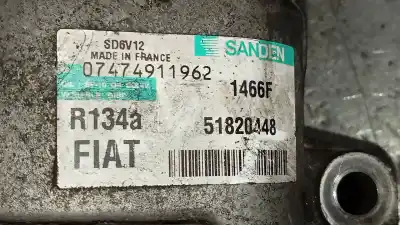 SD6V12
MADE IN FRANCE
SANDEN
07474911962
1466F
R134a
51820448
FIAT